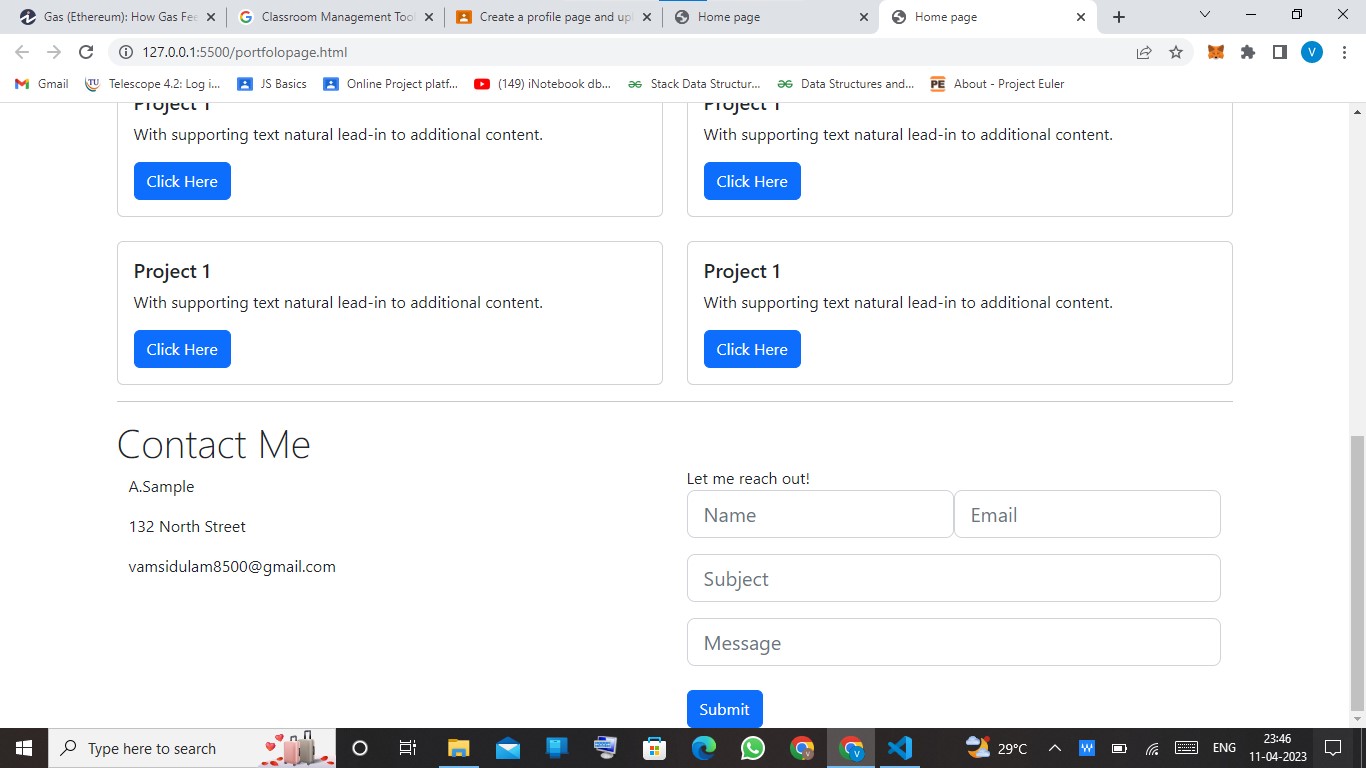 Gas (Ethereum): How Gas Fee
Classroom Management Tool
Create a profile page and upl
Home page
Home page
127.0.0.1:5500/portfolopage.html
V
Gmail
Telescope 4.2: Log i...
JS Basics
Online Project platf...
(149) iNotebook db...
Stack Data Structur...
Data Structures and...
PE
About - Project Euler
Project 1
Project 1
With supporting text natural lead-in to additional content.
With supporting text natural lead-in to additional content.
Click Here
Click Here
Project 1
Project 1
With supporting text natural lead-in to additional content.
With supporting text natural lead-in to additional content.
Click Here
Click Here
Contact Me
A.Sample
132 North Street
vamsidulam8500@gmail.com
Let me reach out!
Name
Email
Subject
Message
Submit
Type here to search
29°C
ENG
23:46
11-04-2023